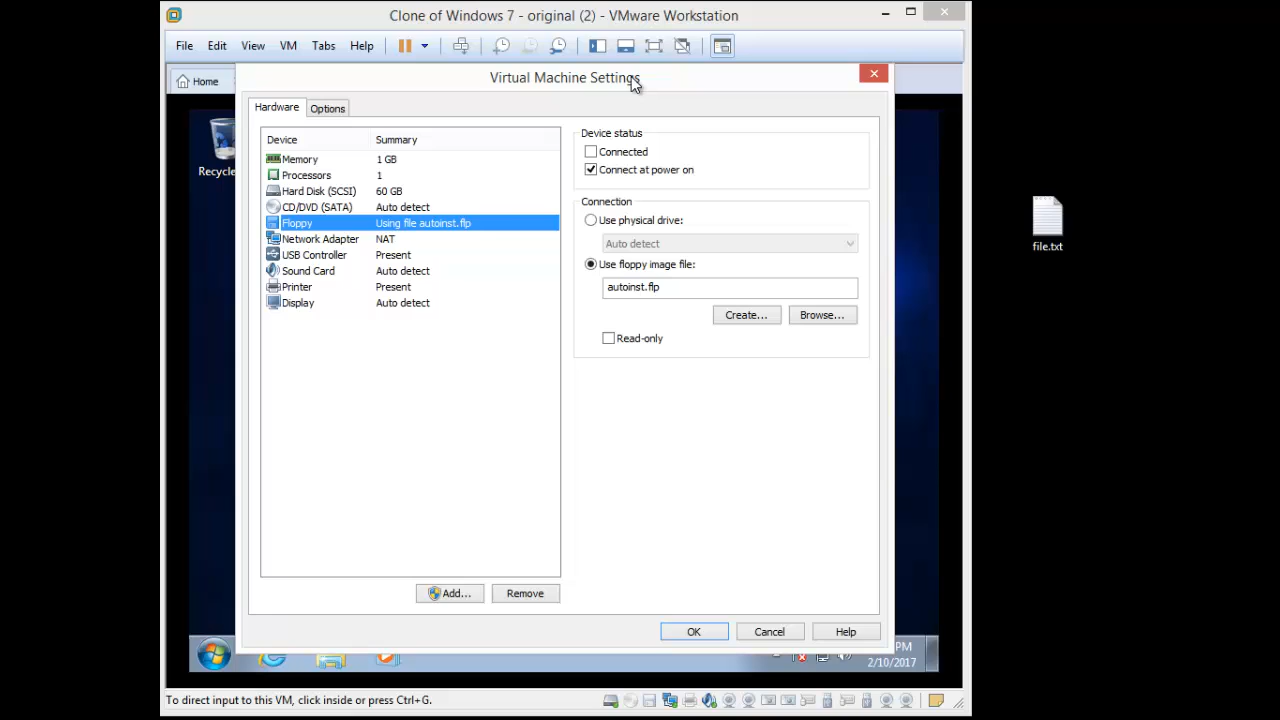 Clone of Windows 7 - original (2) - VMware Workstation
File Edit View VM Tabs Help
Home
Virtual Machine Settings
Hardware Options
Device Summary
Memory 1 GB
Processors 1
Hard Disk (SCSI) 60 GB
CD/DVD (SATA) Auto detect
Floppy Using file autoinst.flp
Network Adapter NAT
USB Controller Present
Sound Card Auto detect
Printer Present
Display Auto detect
Add... Remove
Device status
Connected
Connect at power on
Connection
Use physical drive:
Auto detect
Use floppy image file:
autoinst.flp
Create... Browse...
Read-only
OK Cancel Help
Recycle
file.txt
PM
2/10/2017
To direct input to this VM, click inside or press Ctrl+G.